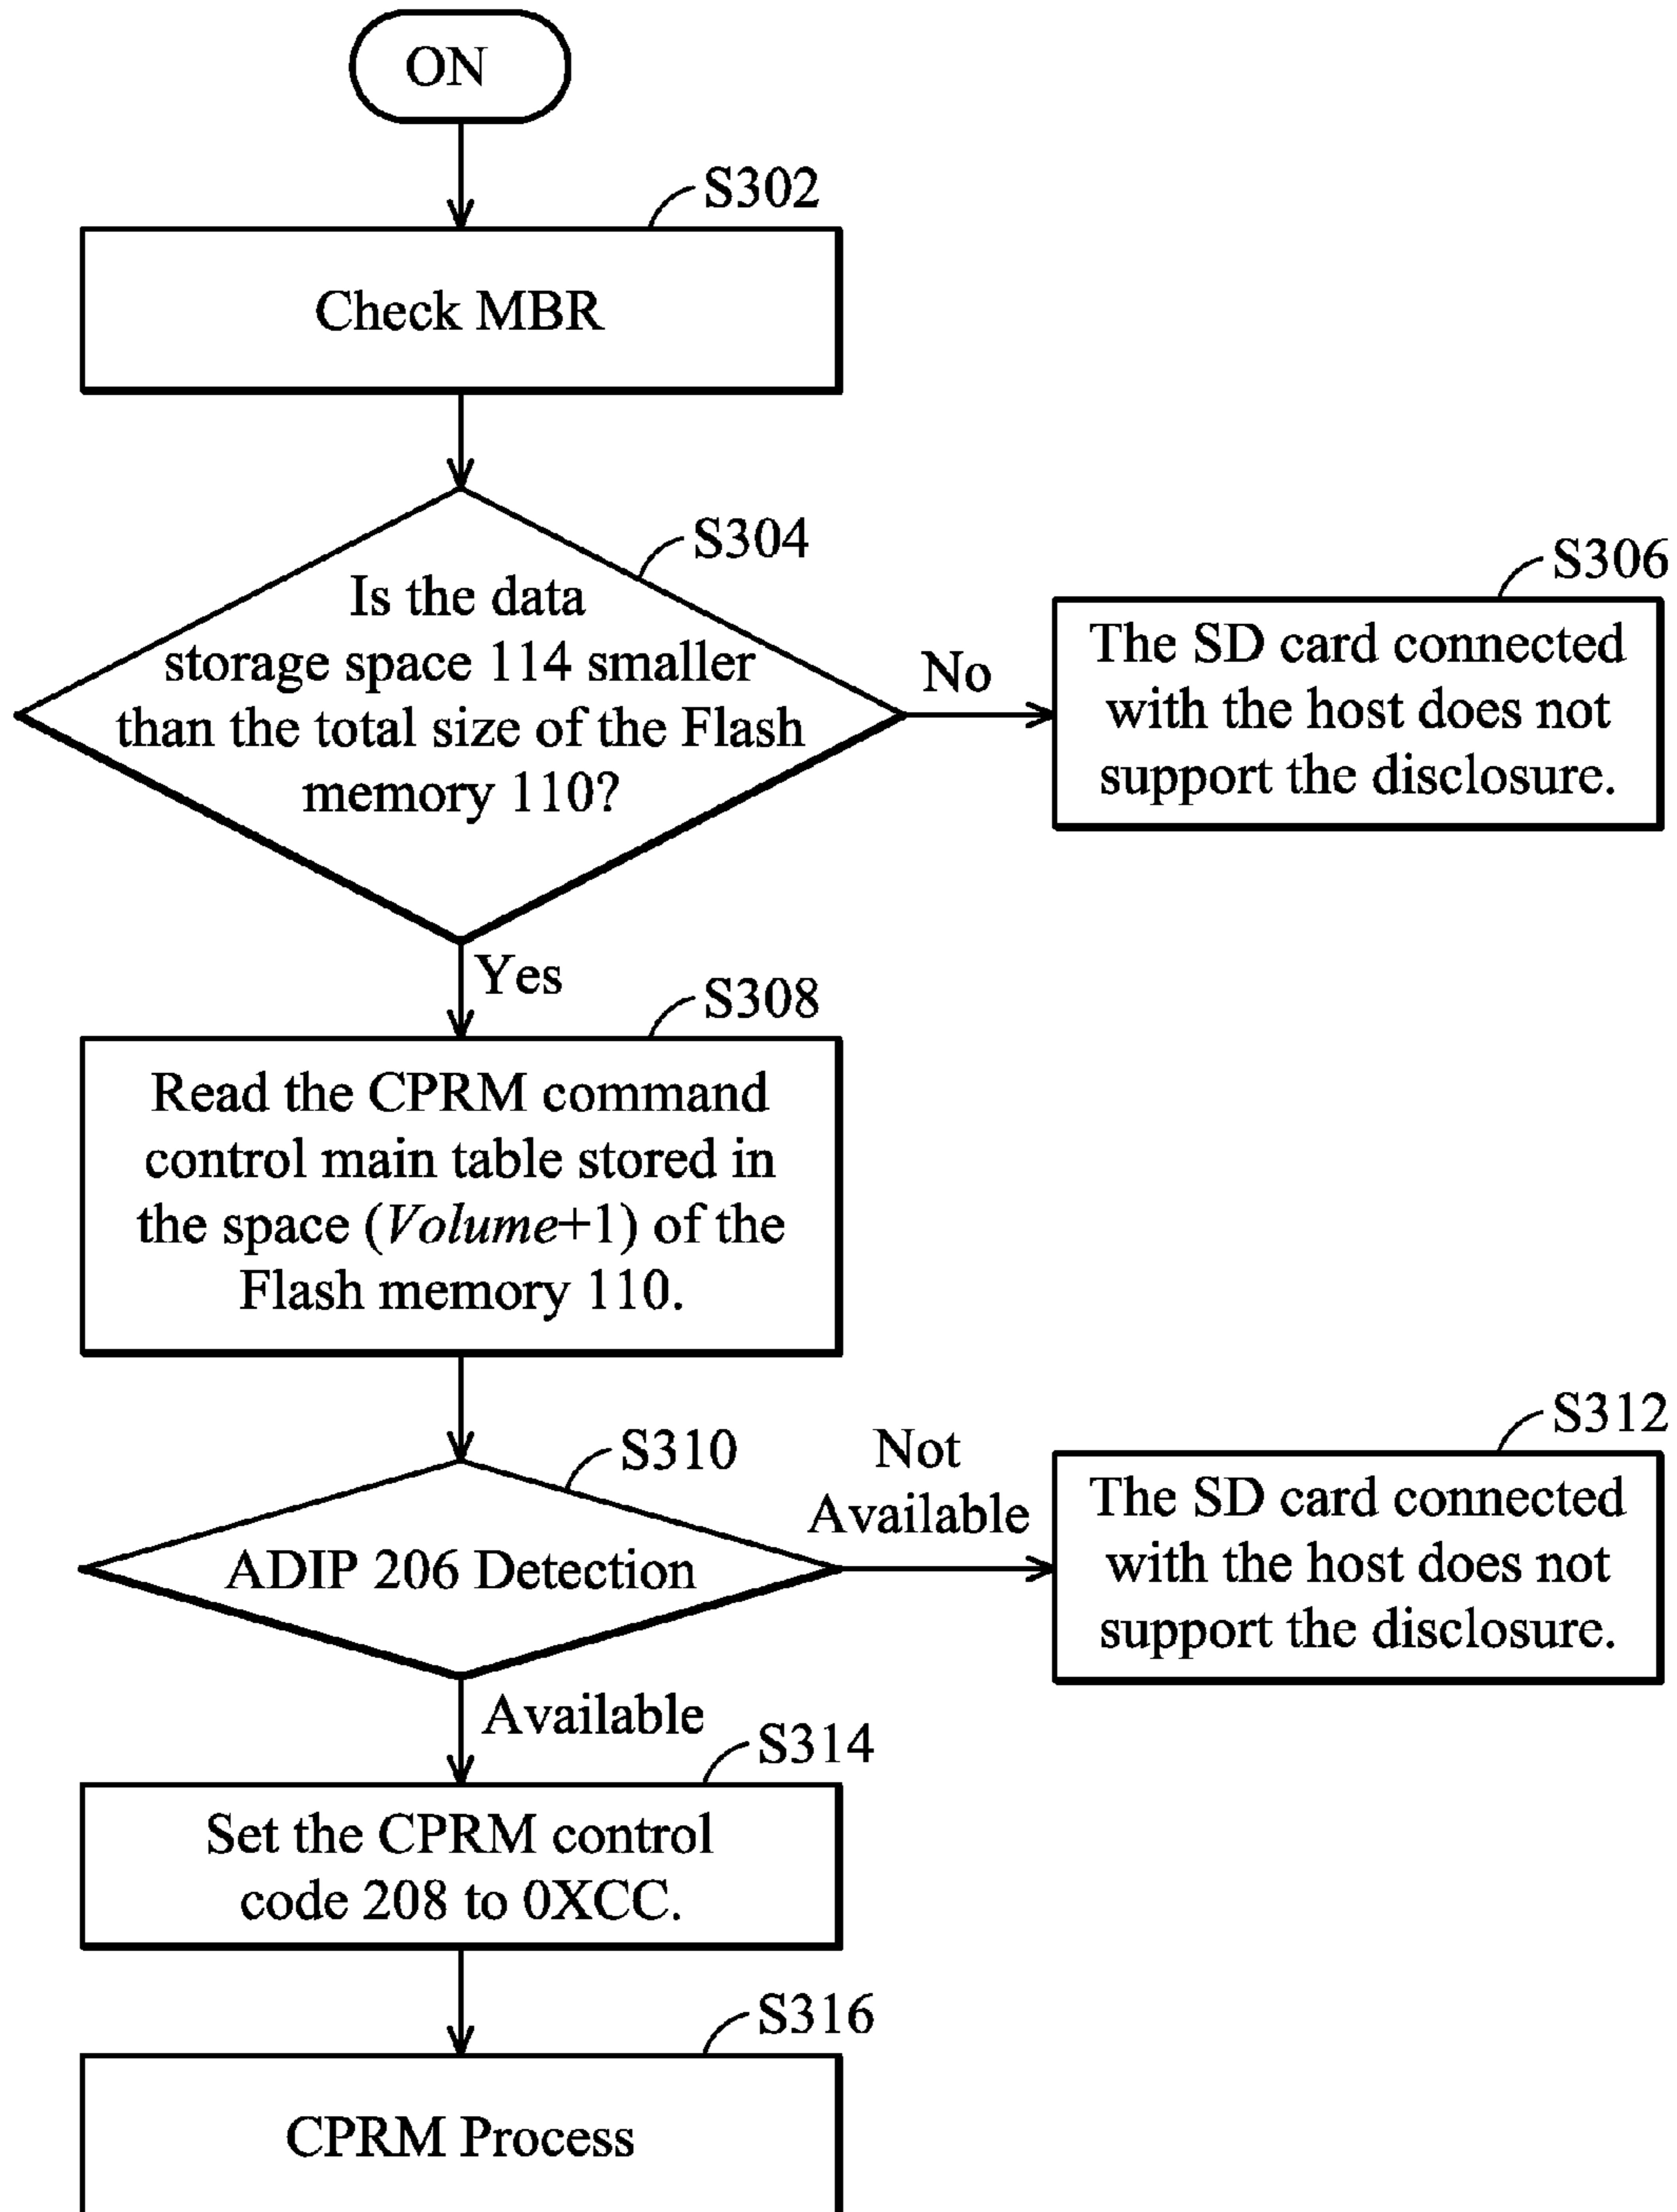 ON
S302
Check MBR
S304
Is the data
storage space 114 smaller
than the total size of the Flash
memory 110?
No
S306
The SD card connected
with the host does not
support the disclosure.
Yes
S308
Read the CPRM command
control main table stored in
the space (Volume+1) of the
Flash memory 110.
S310
ADIP 206 Detection
Not
Available
S312
The SD card connected
with the host does not
support the disclosure.
Available
S314
Set the CPRM control
code 208 to 0XCC.
S316
CPRM Process